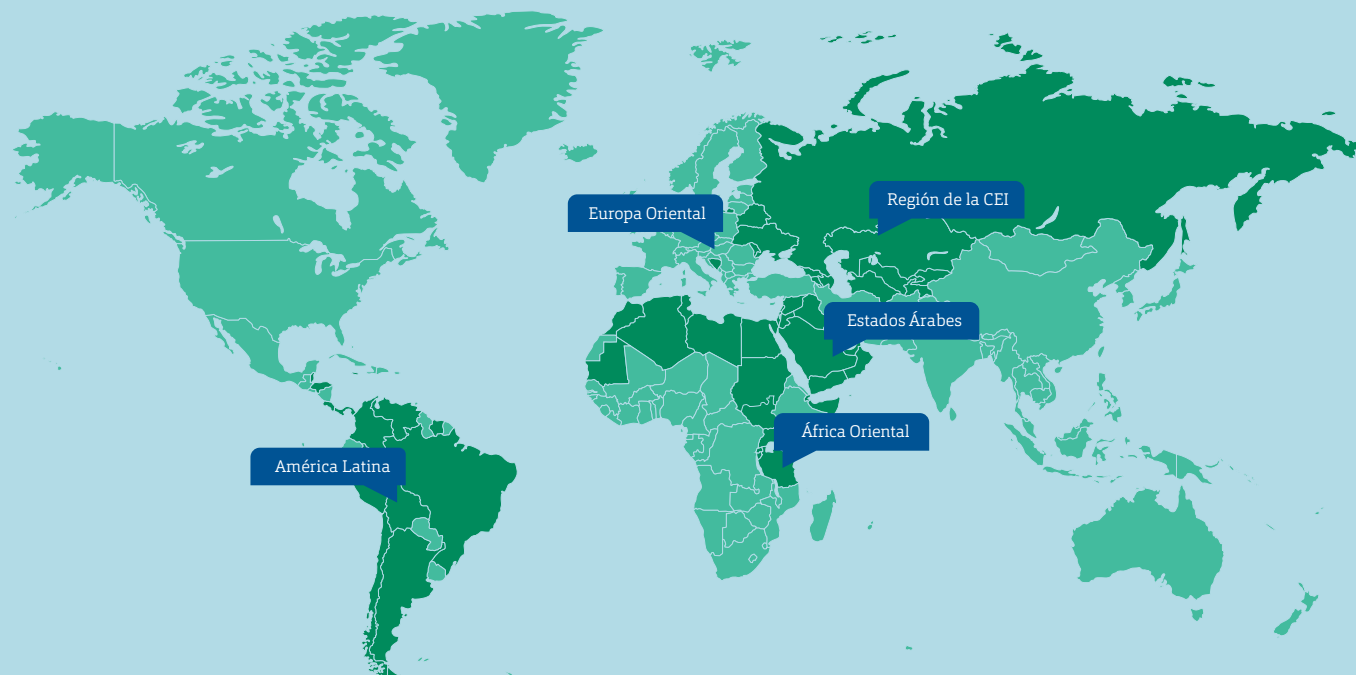 Región de la CEI
Europa Oriental
Estados Árabes
África Oriental
América Latina